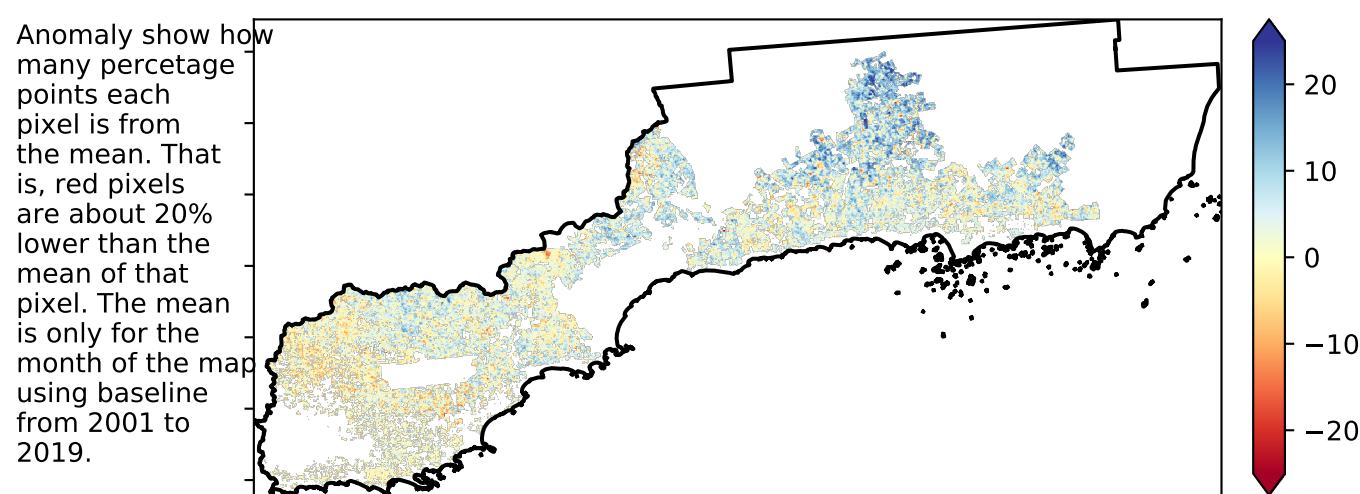 Anomaly show how
many percetage
points each
pixel is from
the mean. That
is, red pixels
are about 20%
lower than the
mean of that
pixel. The mean
is only for the
month of the map
using baseline
from 2001 to
2019.
20
10
0
−10
−20